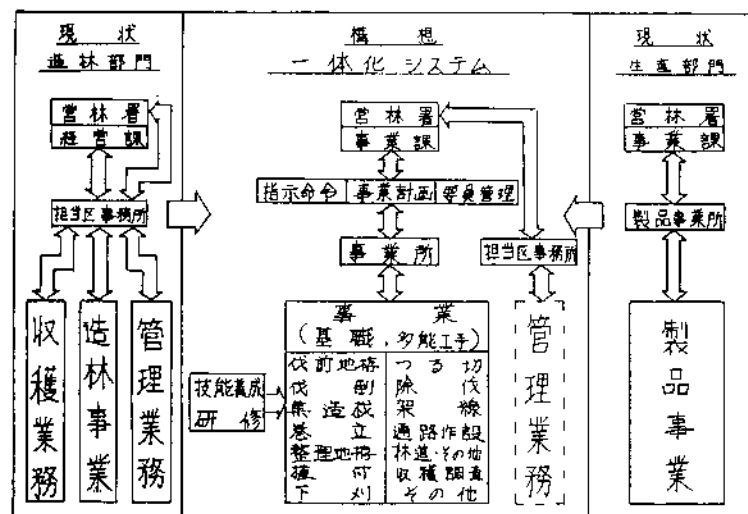 現状
造林部門
営林署
経営課
担当区事務所
収穫業務
造林事業
管理業務
構想
一体化システム
営林署
事業課
指示命令 事業計画 要員管理
事業所
担当区事務所
事業
(基職,多能工手)
伐前地拵 つる切
伐倒 除伐
集造材 架線
巻立 通路作設
整理地拵 林道・その他
植付 収穫調査
下刈 その他
技能養成
研修
管理業務
現状
生産部門
営林署
事業課
製品事業所
製品事業